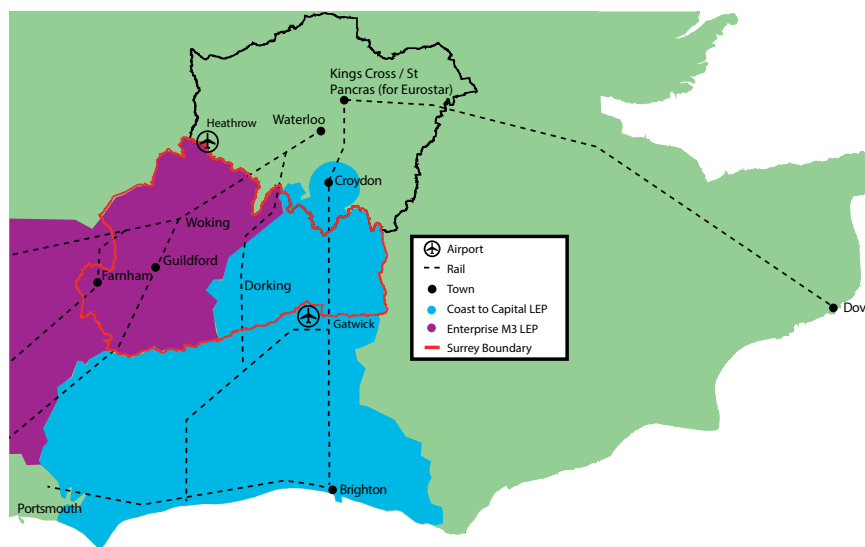 Kings Cross / St
Pancras (for Eurostar)
Waterloo
Heathrow
Croydon
Woking
Guildford
Farnham
Dorking
Gatwick
Airport
Rail
Town
Coast to Capital LEP
Enterprise M3 LEP
Surrey Boundary
Dov
Brighton
Portsmouth